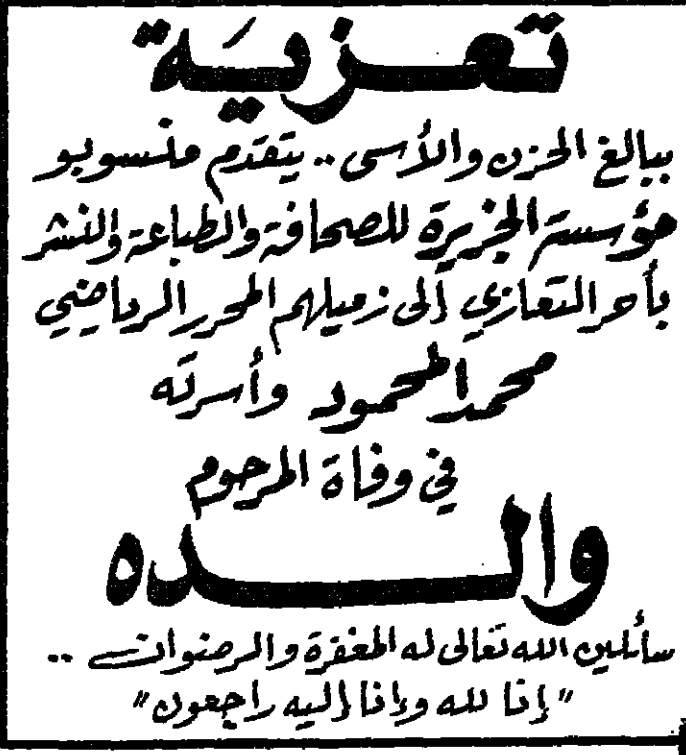 تعزية
ببالغ الحزن والأسى .. يتقدم منسوبو
مؤسسة الجزيرة للصحافة والطباعة والنشر
بأحر التعازي إلى زميلهم المحرر الرياضي
محمد المحمود وأسرته
في وفاة المرحوم
والده
سائلين الله تعالى له المغفرة والرضوان ..
"إنا لله وإنا إليه راجعون"